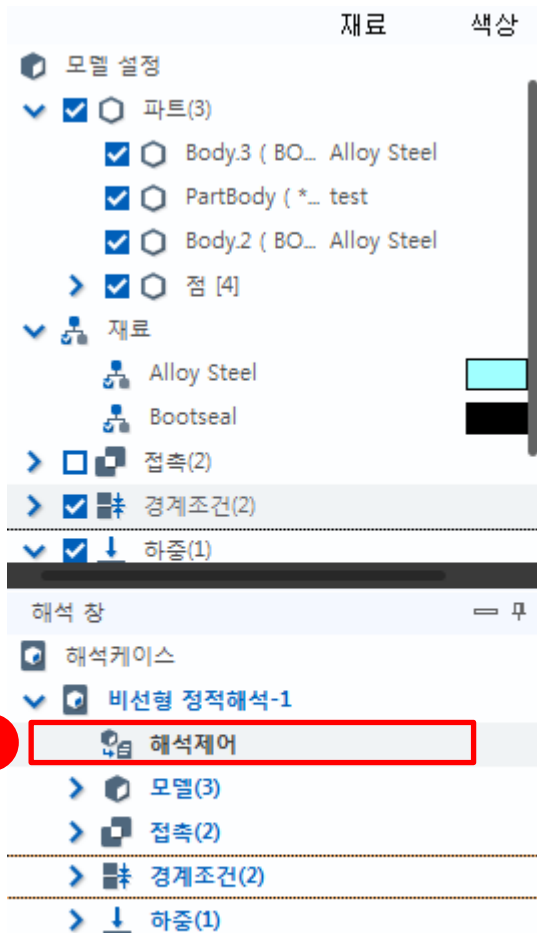 재료 색상
모델 설정
파트(3)
Body.3 ( BO... Alloy Steel
PartBody ( *... test
Body.2 ( BO... Alloy Steel
점 [4]
재료
Alloy Steel
Bootseal
접촉(2)
경계조건(2)
하중(1)
해석 창
해석케이스
비선형 정적해석-1
해석제어
모델(3)
접촉(2)
경계조건(2)
하중(1)